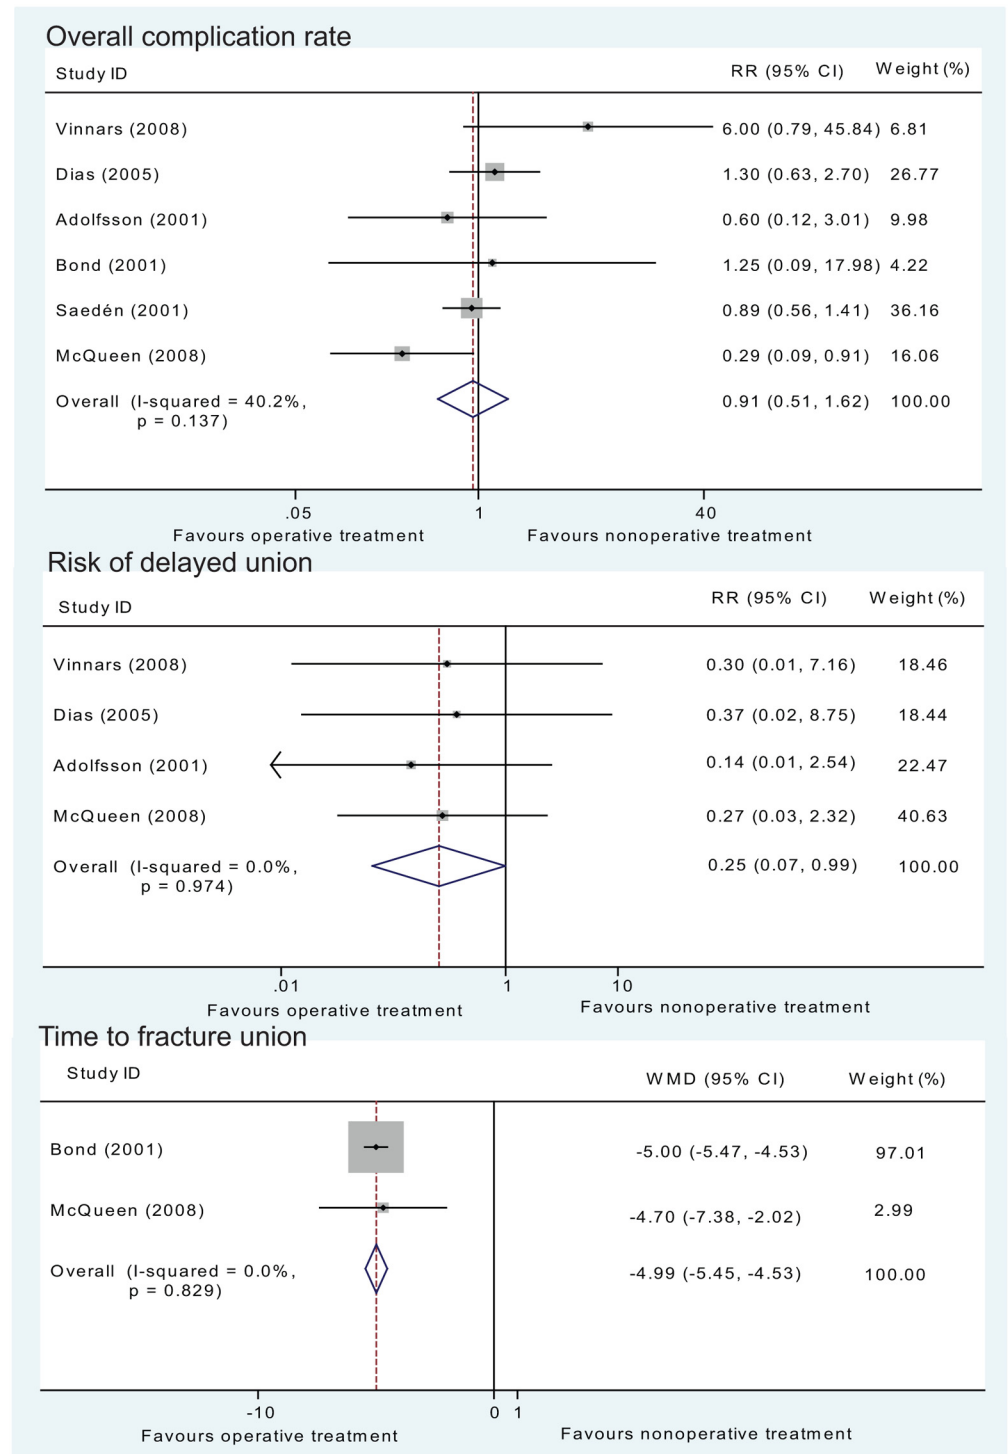 Overall complication rate
Study ID RR (95% CI) Weight (%)
Vinnars (2008) 6.00 (0.79, 45.84) 6.81
Dias (2005) 1.30 (0.63, 2.70) 26.77
Adolfsson (2001) 0.60 (0.12, 3.01) 9.98
Bond (2001) 1.25 (0.09, 17.98) 4.22
Saedén (2001) 0.89 (0.56, 1.41) 36.16
McQueen (2008) 0.29 (0.09, 0.91) 16.06
Overall (I-squared = 40.2%, 0.91 (0.51, 1.62) 100.00
p = 0.137)
.05 1 40
Favours operative treatment Favours nonoperative treatment
Risk of delayed union
Study ID RR (95% CI) Weight (%)
Vinnars (2008) 0.30 (0.01, 7.16) 18.46
Dias (2005) 0.37 (0.02, 8.75) 18.44
Adolfsson (2001) 0.14 (0.01, 2.54) 22.47
McQueen (2008) 0.27 (0.03, 2.32) 40.63
Overall (I-squared = 0.0%, 0.25 (0.07, 0.99) 100.00
p = 0.974)
.01 1 10
Favours operative treatment Favours nonoperative treatment
Time to fracture union
Study ID WMD (95% CI) Weight (%)
Bond (2001) -5.00 (-5.47, -4.53) 97.01
McQueen (2008) -4.70 (-7.38, -2.02) 2.99
Overall (I-squared = 0.0%, -4.99 (-5.45, -4.53) 100.00
p = 0.829)
-10 0 1
Favours operative treatment Favours nonoperative treatment